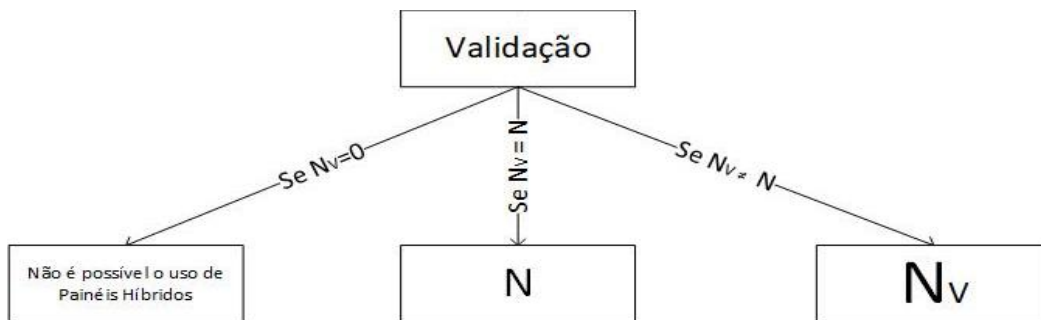 Validação
Se Nv=0
Se Nv = N
Se Nv ≠ N
Não é possível o uso de
Painéis Híbridos
N
Nv